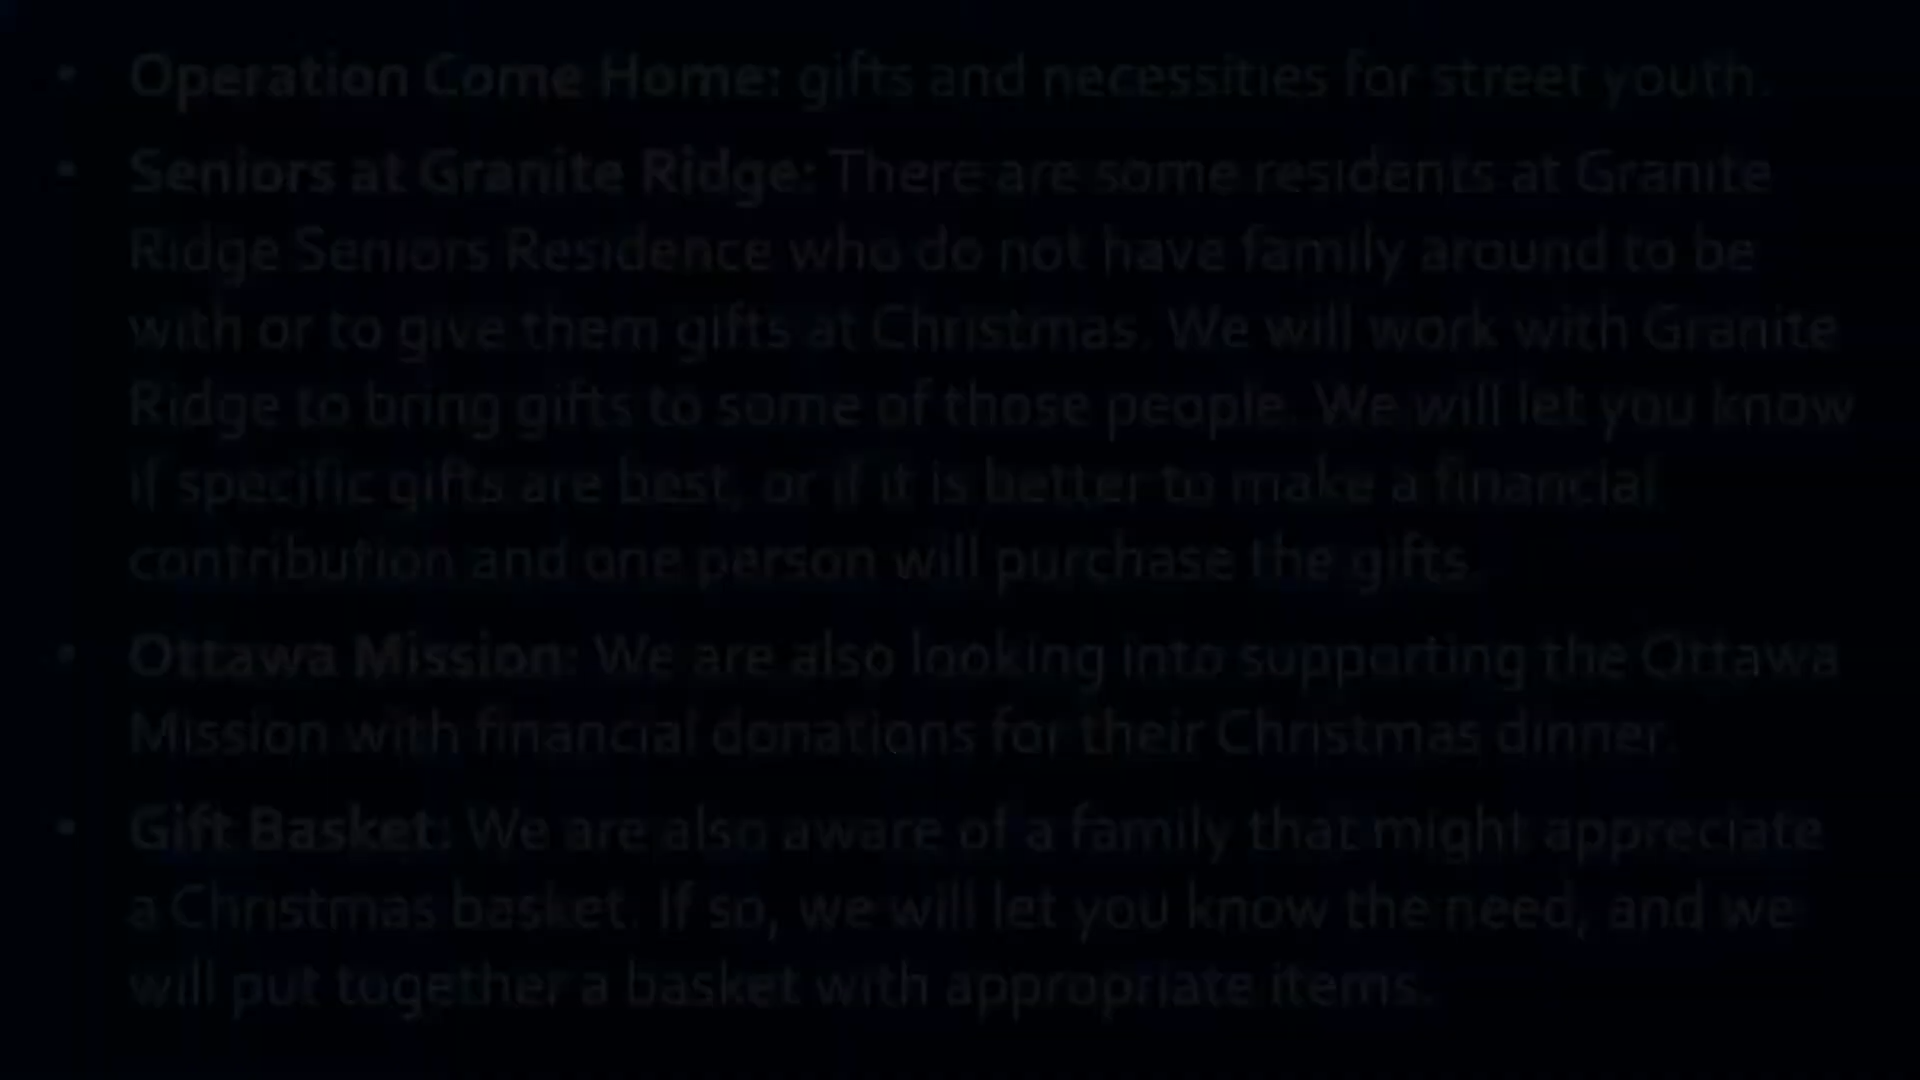 • Operation Come Home: gifts and necessities for street youth.
• Seniors at Granite Ridge: There are some residents at Granite
Ridge Seniors Residence who do not have family around to be
with or to give them gifts at Christmas. We will work with Granite
Ridge to bring gifts to some of those people. We will let you know
if specific gifts are best, or if it is better to make a financial
contribution and one person will purchase the gifts.
• Ottawa Mission: We are also looking into supporting the Ottawa
Mission with financial donations for their Christmas dinner.
• Gift Basket: We are also aware of a family that might appreciate
a Christmas basket. If so, we will let you know the need, and we
will put together a basket with appropriate items.